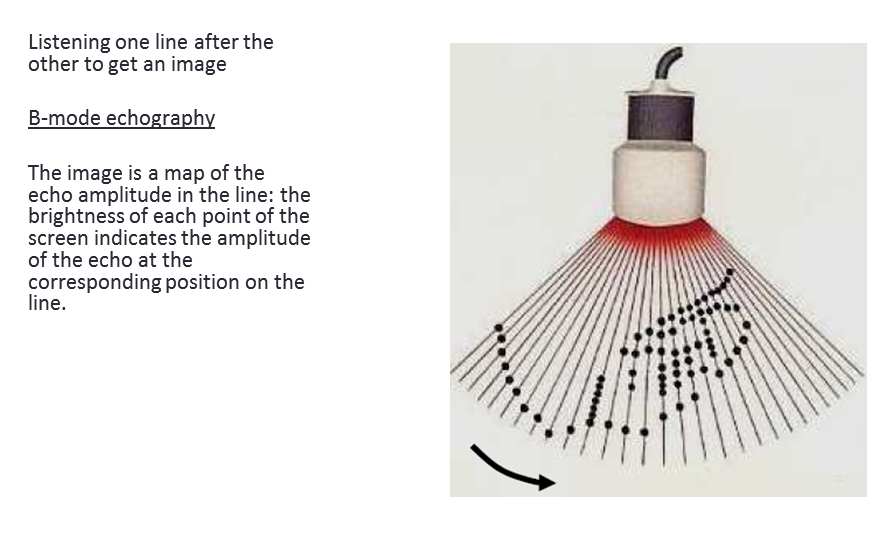 Listening one line after the
other to get an image
B-mode echography
The image is a map of the
echo amplitude in the line: the
brightness of each point of the
screen indicates the amplitude
of the echo at the
corresponding position on the
line.